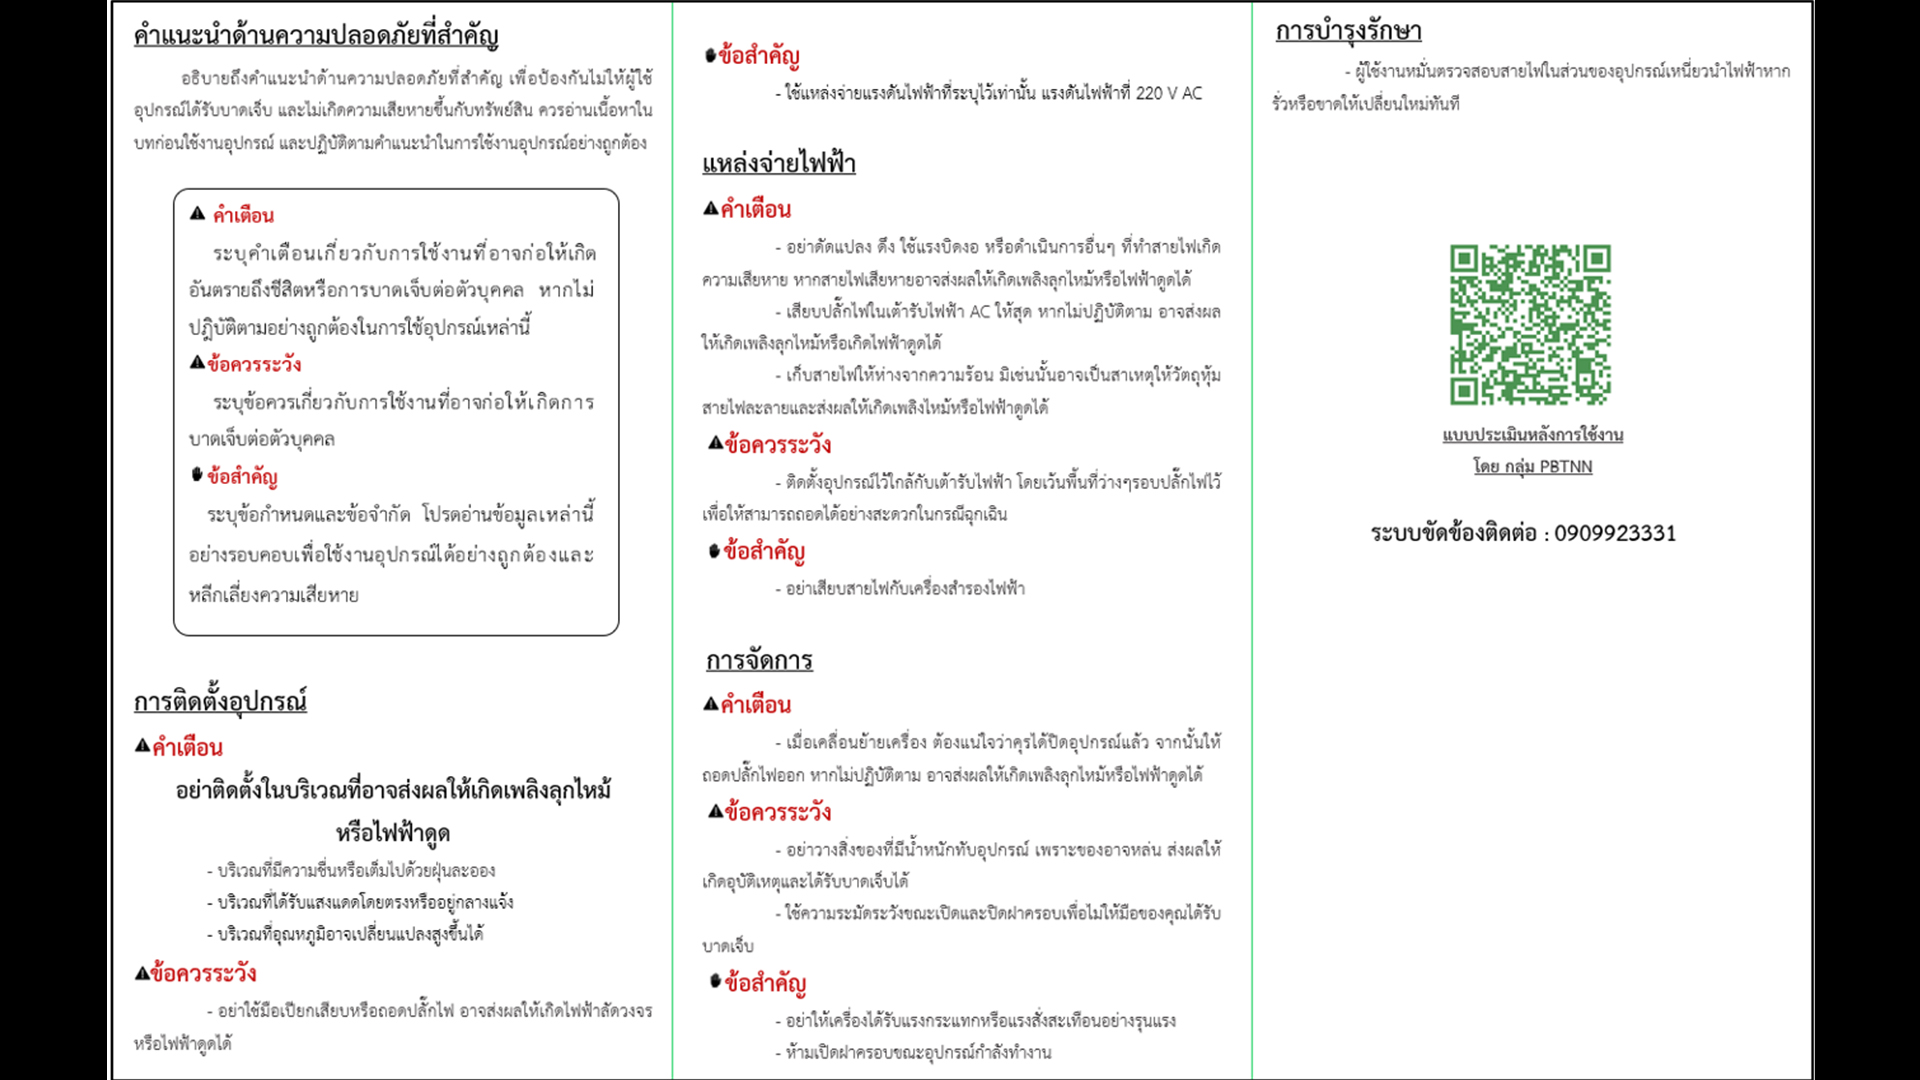 คำแนะนำด้านความปลอดภัยที่สำคัญ
อธิบายถึงคำแนะนำด้านความปลอดภัยที่สำคัญ เพื่อป้องกันไม่ให้ผู้ใช้
อุปกรณ์ได้รับบาดเจ็บ และไม่เกิดความเสียหายขึ้นกับทรัพย์สิน ควรอ่านเนื้อหาใน
บทก่อนใช้งานอุปกรณ์ และปฏิบัติตามคำแนะนำในการใช้งานอุปกรณ์อย่างถูกต้อง
คำเตือน
ระบุคำเตือนเกี่ยวกับการใช้งานที่อาจก่อให้เกิด
อันตรายถึงชีสิตหรือการบาดเจ็บต่อตัวบุคคล หากไม่
ปฎิบัติตามอย่างถูกต้องในการใช้อุปกรณ์เหล่านี้
ข้อควรระวัง
ระบุข้อควรเกี่ยวกับการใช้งานที่อาจก่อให้เกิดการ
บาดเจ็บต่อตัวบุคคล
ข้อสำคัญ
ระบุข้อกำหนดและข้อจำกัด โปรดอ่านข้อมูลเหล่านี้
อย่างรอบคอบเพื่อใช้งานอุปกรณ์ได้อย่างถูกต้องและ
หลีกเลี่ยงความเสียหาย
การติดตั้งอุปกรณ์
คำเตือน
อย่าติดตั้งในบริเวณที่อาจส่งผลให้เกิดเพลิงลุกไหม้
หรือไฟฟ้าดูด
- บริเวณที่มีความชื่นหรือเต็มไปด้วยฝุ่นละออง
- บริเวณที่ได้รับแสงแดดโดยตรงหรืออยู่กลางแจ้ง
- บริเวณที่อุณหภูมิอาจเปลี่ยนแปลงสูงขึ้นได้
ข้อควรระวัง
- อย่าใช้มือเปียกเสียบหรือถอดปลั๊กไฟ อาจส่งผลให้เกิดไฟฟ้าลัดวงจร
หรือไฟฟ้าดูดได้
ข้อสำคัญ
- ใช้แหล่งจ่ายแรงดันไฟฟ้าที่ระบุไว้เท่านั้น แรงดันไฟฟ้าที่ 220 V AC
แหล่งจ่ายไฟฟ้า
คำเตือน
- อย่าดัดแปลง ดึง ใช้แรงบิดงอ หรือดำเนินการอื่นๆ ที่ทำสายไฟเกิด
ความเสียหาย หากสายไฟเสียหายอาจส่งผลให้เกิดเพลิงลุกไหม้หรือไฟฟ้าดูดได้
- เสียบปลั๊กไฟในเต้ารับไฟฟ้า AC ให้สุด หากไม่ปฏิบัติตาม อาจส่งผล
ให้เกิดเพลิงลุกไหม้หรือเกิดไฟฟ้าดูดได้
- เก็บสายไฟให้ห่างจากความร้อน มิเช่นนั้นอาจเป็นสาเหตุให้วัตถุหุ้ม
สายไฟละลายและส่งผลให้เกิดเพลิงไหม้หรือไฟฟ้าดูดได้
ข้อควรระวัง
- ติดตั้งอุปกรณ์ไว้ใกล้กับเต้ารับไฟฟ้า โดยเว้นพื้นที่ว่างๆรอบปลั๊กไฟไว้
เพื่อให้สามารถถอดได้อย่างสะดวกในกรณีฉุกเฉิน
ข้อสำคัญ
- อย่าเสียบสายไฟกับเครื่องสำรองไฟฟ้า
การจัดการ
คำเตือน
- เมื่อเคลื่อนย้ายเครื่อง ต้องแน่ใจว่าคุรได้ปิดอุปกรณ์แล้ว จากนั้นให้
ถอดปลั๊กไฟออก หากไม่ปฏิบัติตาม อาจส่งผลให้เกิดเพลิงลุกไหม้หรือไฟฟ้าดูดได้
ข้อควรระวัง
- อย่าวางสิ่งของที่มีน้ำหนักทับอุปกรณ์ เพราะของอาจหล่น ส่งผลให้
เกิดอุบัติเหตุและได้รับบาดเจ็บได้
- ใช้ความระมัดระวังขณะเปิดและปิดฝาครอบเพื่อไม่ให้มือของคุณได้รับ
บาดเจ็บ
ข้อสำคัญ
- อย่าให้เครื่องได้รับแรงกระแทกหรือแรงสั่งสะเทือนอย่างรุนแรง
- ห้ามเปิดฝาครอบขณะอุปกรณ์กำลังทำงาน
การบำรุงรักษา
- ผู้ใช้งานหมั่นตรวจสอบสายไฟในส่วนของอุปกรณ์เหนี่ยวนำไฟฟ้าหาก
รั่วหรือขาดให้เปลี่ยนใหม่ทันที
แบบประเมินหลังการใช้งาน
โดย กลุ่ม PBTNN
ระบบขัดข้องติดต่อ : 0909923331